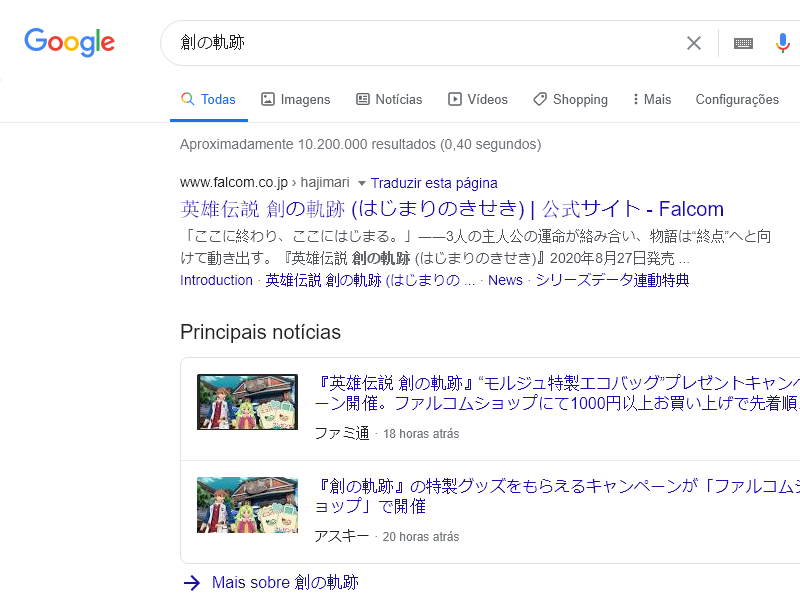 Google
創の軌跡
Todas Imagens Notícias Vídeos Shopping Mais Configurações
Aproximadamente 10.200.000 resultados (0,40 segundos)
www.falcom.co.jp › hajimari Traduzir esta página
英雄伝説 創の軌跡 (はじまりのきせき) | 公式サイト - Falcom
「ここに終わり、ここにはじまる。」――3人の主人公の運命が絡み合い、物語は“終点”へと向
けて動き出す。『英雄伝説 創の軌跡 (はじまりのきせき)』2020年8月27日発売 ...
Introduction · 英雄伝説 創の軌跡 (はじまりの ... · News · シリーズデータ連動特典
Principais notícias
『英雄伝説 創の軌跡』“モルジュ特製エコバッグ”プレゼントキャンペ
ーン開催。ファルコムショップにて1000円以上お買い上げで先着順
ファミ通 · 18 horas atrás
『創の軌跡』の特製グッズをもらえるキャンペーンが「ファルコムシ
ョップ」で開催
アスキー · 20 horas atrás
Mais sobre 創の軌跡